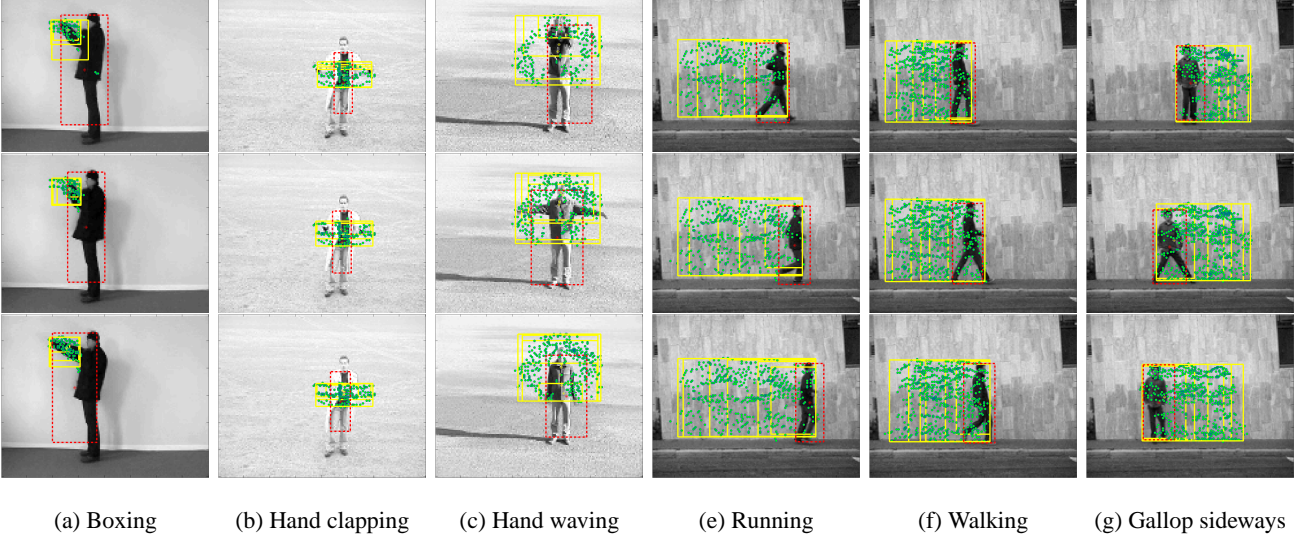 (a) Boxing
(b) Hand clapping
(c) Hand waving
(e) Running
(f) Walking
(g) Gallop sideways